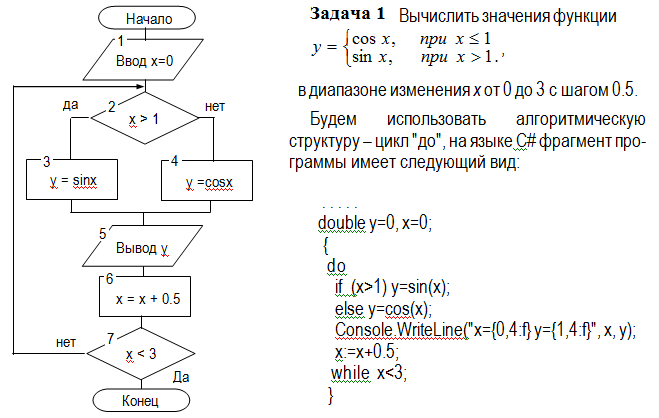 Начало
1
Ввод x=0
да
2
нет
x > 1
3
y = sinx
4
y =cosx
5
Вывод y
6
x = x + 0.5
нет
7
x < 3
Да
Конец
Задача 1 Вычислить значения функции
y = { cos x, при x ≤ 1
sin x, при x > 1. ,
в диапазоне изменения x от 0 до 3 с шагом 0.5.
Будем использовать алгоритмическую
структуру – цикл "до", на языке C# фрагмент про-
граммы имеет следующий вид:
. . . . .
double y=0, x=0;
{
do
if (x>1) y=sin(x);
else y=cos(x);
Console.WriteLine("x={0,4:f} y={1,4:f}", x, y);
x:=x+0.5;
while x<3;
}